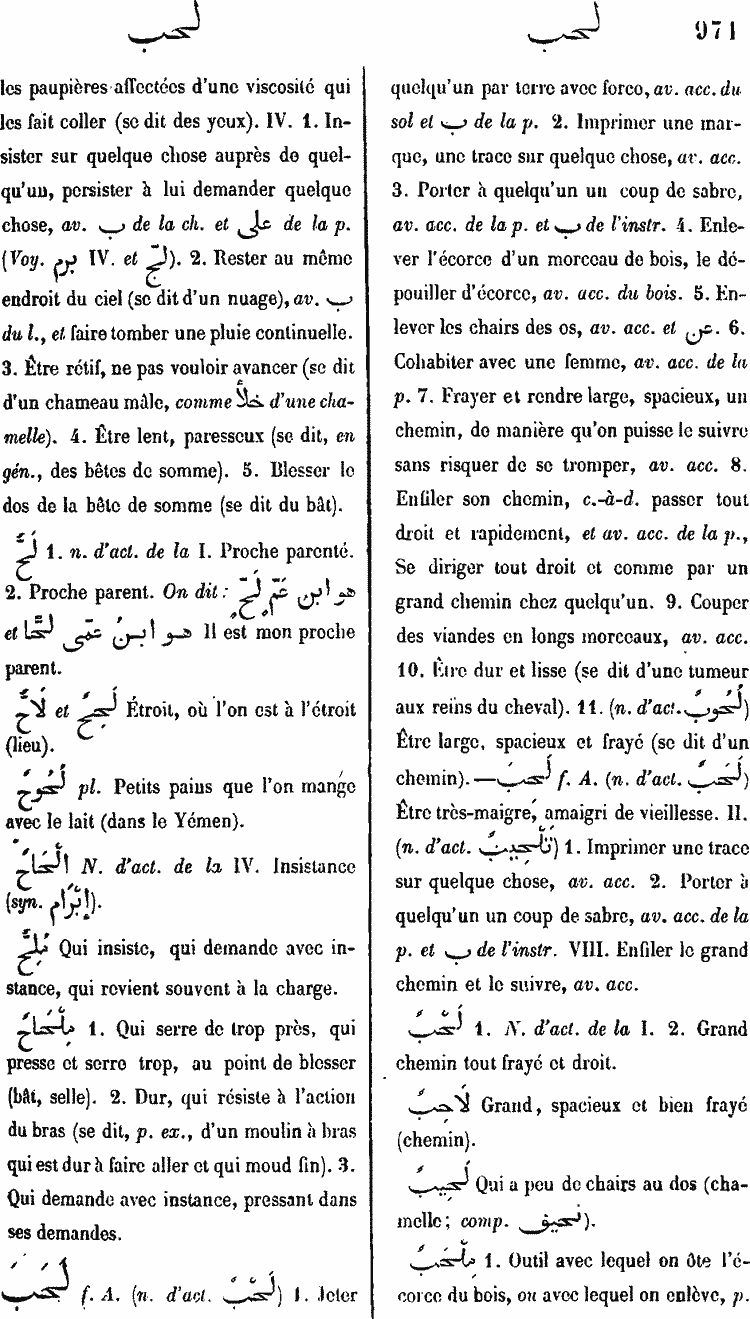 لحب
لحب
971
les paupières affectées d'une viscosité qui
les fait coller (se dit des yeux). IV. 1. In-
sister sur quelque chose auprès de quel-
qu'un, persister à lui demander quelque
chose, av. ب de la ch. et على de la p.
(Voy. برم IV. et لجّ). 2. Rester au même
endroit du ciel (se dit d'un nuage), av. ب
du l., et faire tomber une pluie continuelle.
3. Être rétif, ne pas vouloir avancer (se dit
d'un chameau mâle, comme خلأ d'une cha-
melle). 4. Être lent, paresseux (se dit, en
gén., des bêtes de somme). 5. Blesser le
dos de la bête de somme (se dit du bât).
لَحٌّ 1. n. d'act. de la I. Proche parenté.
2. Proche parent. On dit : هو ابن عَمٍّ لَحٍّ
et هو ابنُ عَمّى لَحًّا Il est mon proche
parent.
لَاحٌّ et لَحِحٌ Étroit, où l'on est à l'étroit
(lieu).
لُحُوحٌ pl. Petits pains que l'on mange
avec le lait (dans le Yémen).
الْحَاحٌ N. d'act. de la IV. Insistance
(syn. إبْرَام).
مُلِحٌّ Qui insiste, qui demande avec in-
stance, qui revient souvent à la charge.
مِلْحَاحٌ 1. Qui serre de trop près, qui
presse et serre trop, au point de blesser
(bât, selle). 2. Dur, qui résiste à l'action
du bras (se dit, p. ex., d'un moulin à bras
qui est dur à faire aller et qui moud fin). 3.
Qui demande avec instance, pressant dans
ses demandes.
لَحَبَ f. A. (n. d'act. لَحْبٌ) 1. Jeter
quelqu'un par terre avec force, av. acc. du
sol et ب de la p. 2. Imprimer une mar-
que, une trace sur quelque chose, av. acc.
3. Porter à quelqu'un un coup de sabre,
av. acc. de la p. et ب de l'instr. 4. Enle-
ver l'écorce d'un morceau de bois, le dé-
pouiller d'écorce, av. acc. du bois. 5. En-
lever les chairs des os, av. acc. et عن. 6.
Cohabiter avec une femme, av. acc. de la
p. 7. Frayer et rendre large, spacieux, un
chemin, de manière qu'on puisse le suivre
sans risquer de se tromper, av. acc. 8.
Enfiler son chemin, c.-à-d. passer tout
droit et rapidement, et av. acc. de la p.,
Se diriger tout droit et comme par un
grand chemin chez quelqu'un. 9. Couper
des viandes en longs morceaux, av. acc.
10. Être dur et lisse (se dit d'une tumeur
aux reins du cheval). 11. (n. d'act. لُحُوبٌ)
Être large, spacieux et frayé (se dit d'un
chemin).—لَحِبَ f. A. (n. d'act. لَحَبٌ)
Être très-maigre, amaigri de vieillesse. II.
(n. d'act. تَلْحِيبٌ) 1. Imprimer une trace
sur quelque chose, av. acc. 2. Porter à
quelqu'un un coup de sabre, av. acc. de la
p. et ب de l'instr. VIII. Enfiler le grand
chemin et le suivre, av. acc.
لَحْبٌ 1. N. d'act. de la I. 2. Grand
chemin tout frayé et droit.
لَاحِبٌ Grand, spacieux et bien frayé
(chemin).
لَحِيبٌ Qui a peu de chairs au dos (cha-
melle; comp. لحيق).
مِلْحَبٌ 1. Outil avec lequel on ôte l'é-
corce du bois, ou avec lequel on enlève, p.